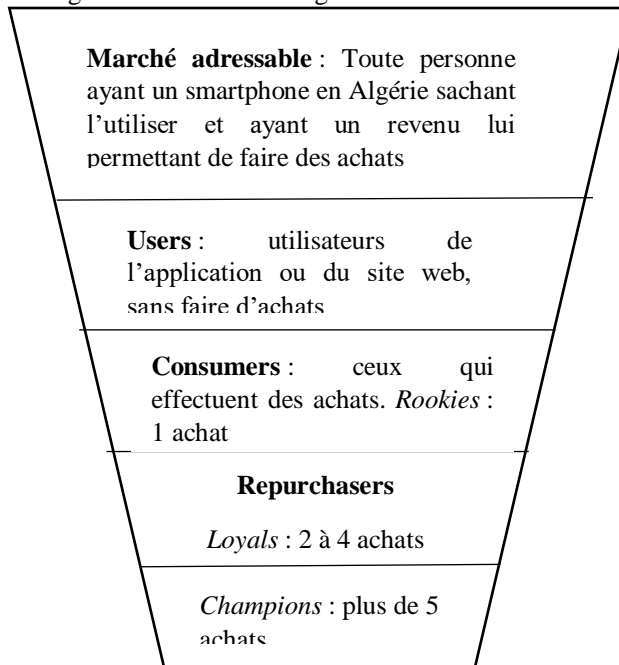 Marché adressable : Toute personne
ayant un smartphone en Algérie sachant
l’utiliser et ayant un revenu lui
permettant de faire des achats
Users : utilisateurs de
l’application ou du site web,
sans faire d’achats
Consumers : ceux qui
effectuent des achats. Rookies :
1 achat
Repurchasers
Loyals : 2 à 4 achats
Champions : plus de 5
achats